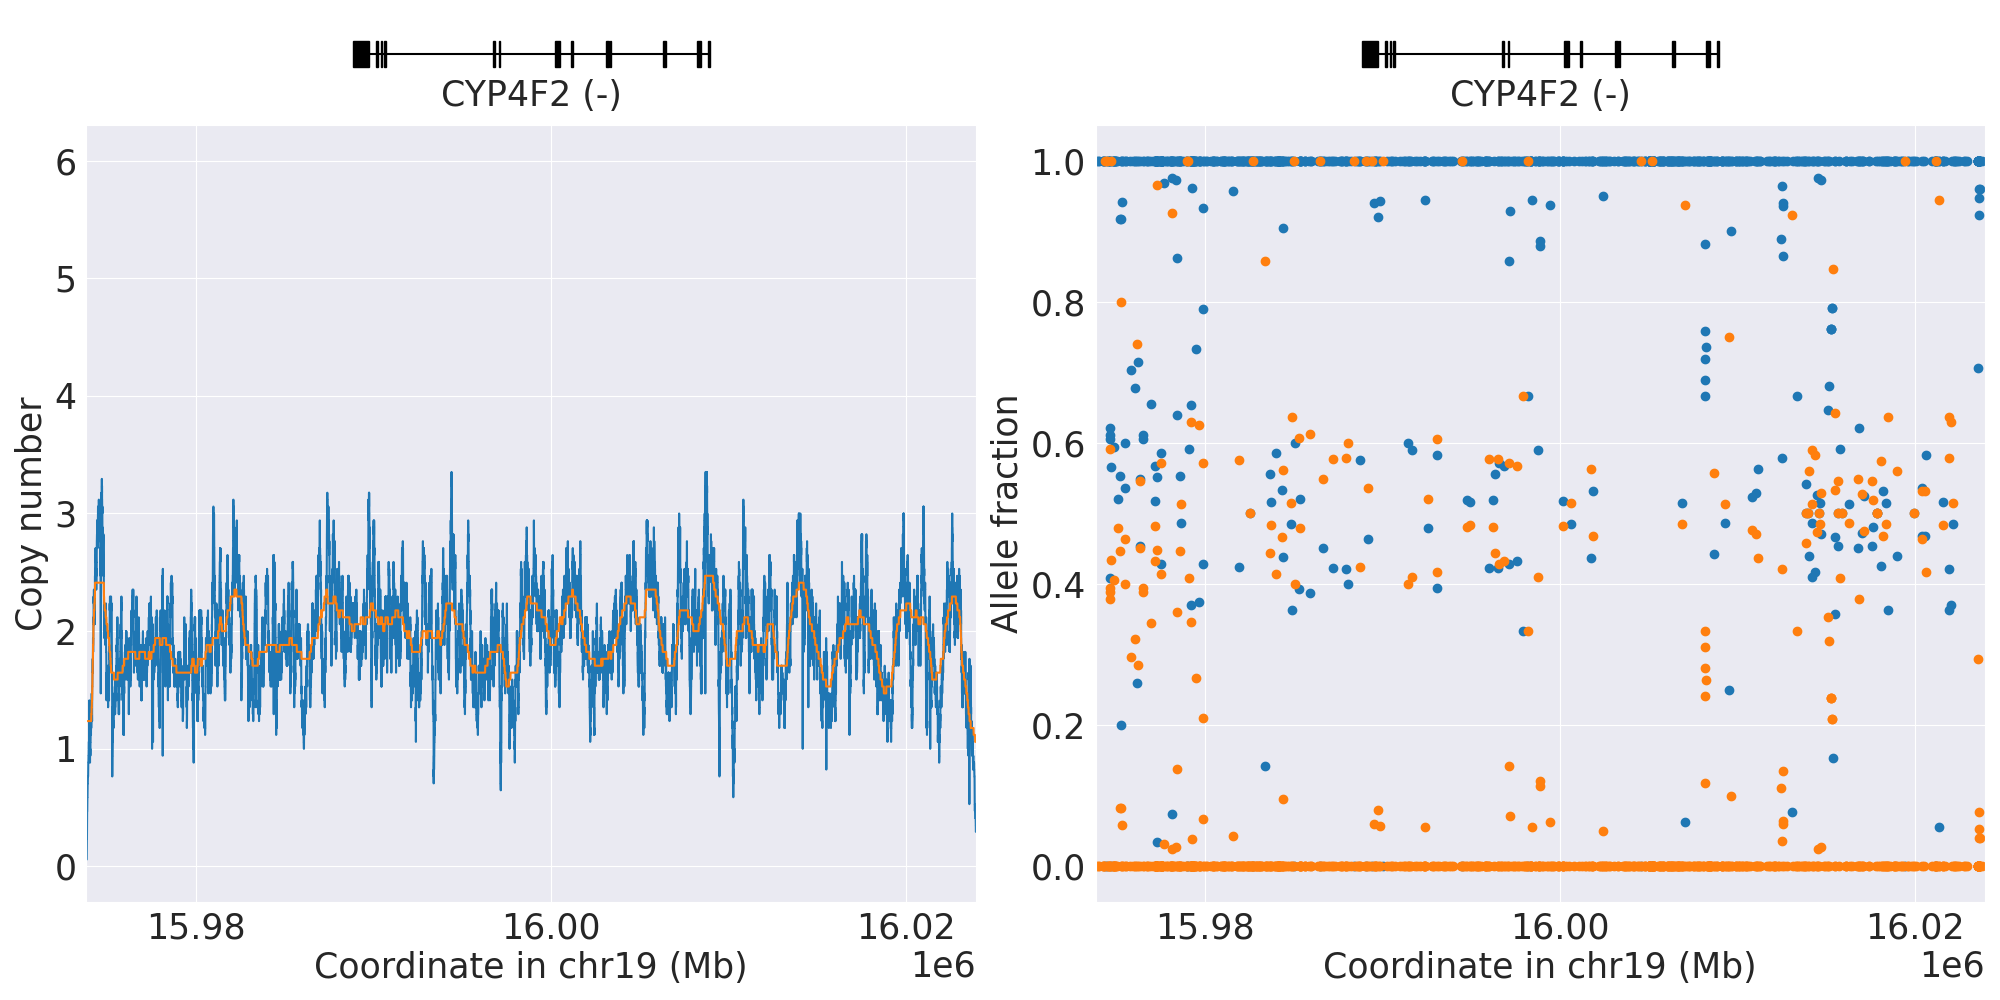 CYP4F2 (-)
Copy number
6
5
4
3
2
1
0
15.98
16.00
16.02
Coordinate in chr19 (Mb)
1e6
CYP4F2 (-)
Allele fraction
1.0
0.8
0.6
0.4
0.2
0.0
15.98
16.00
16.02
Coordinate in chr19 (Mb)
1e6